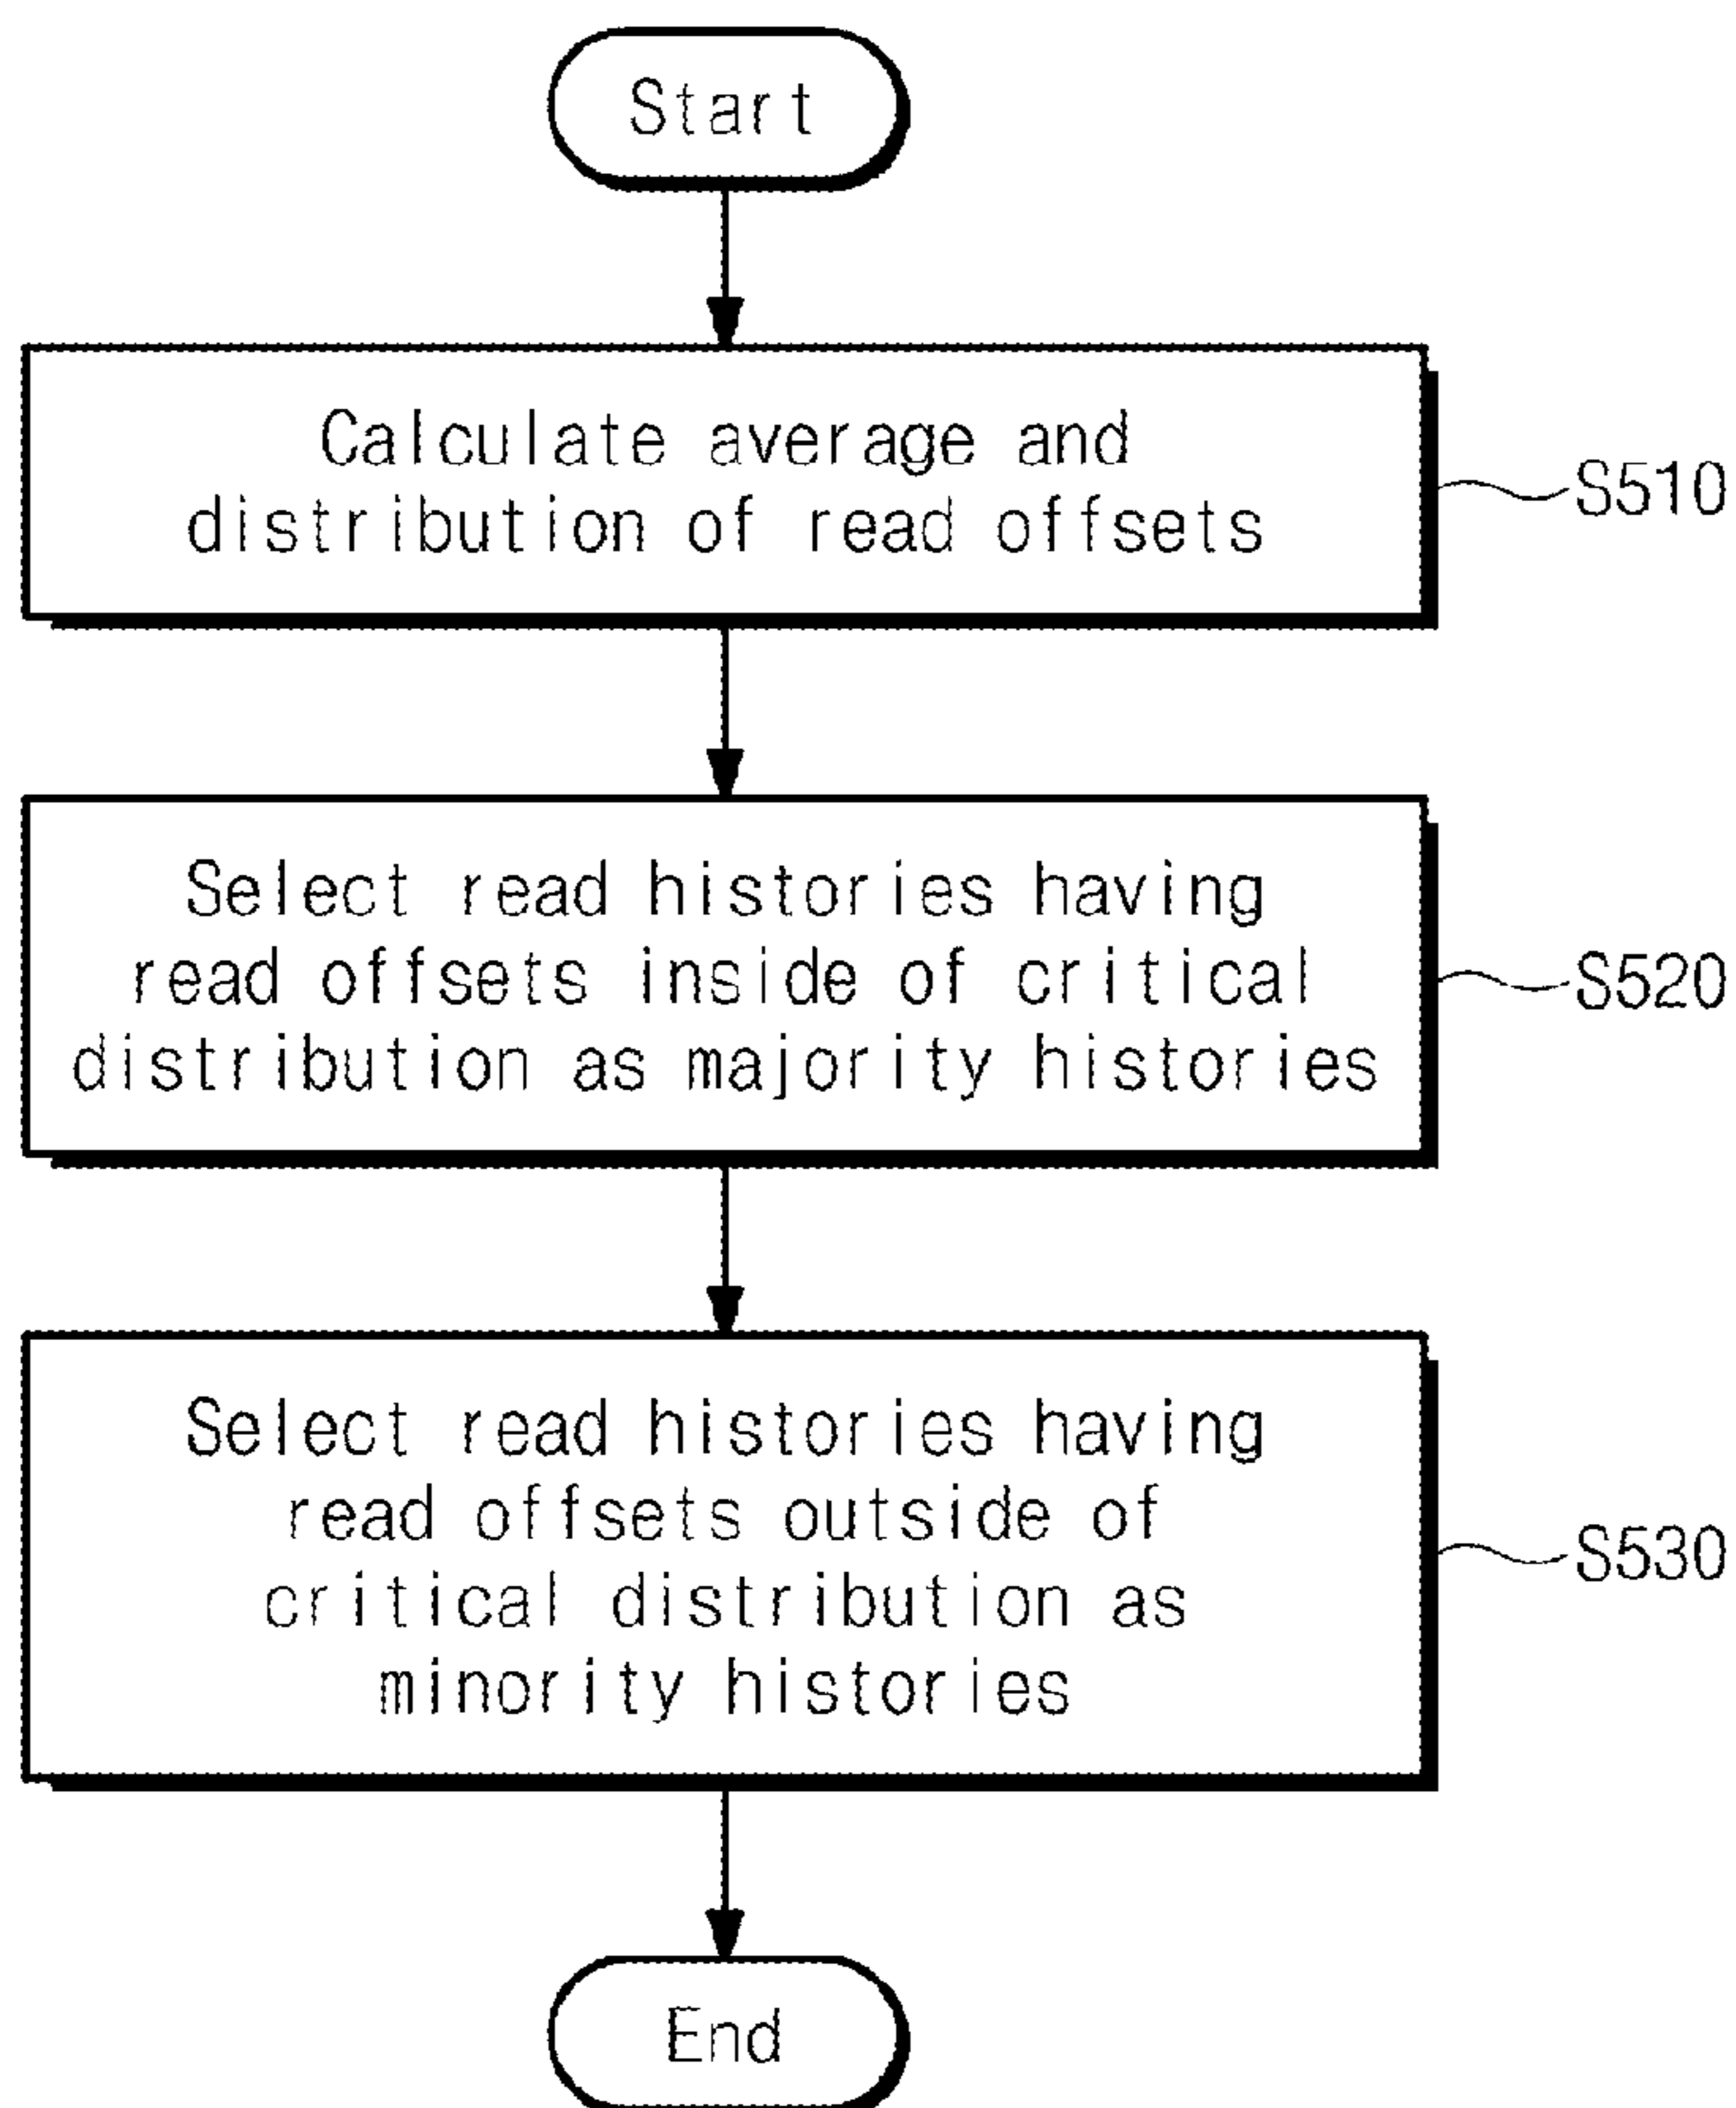 Start
Calculate average and
distribution of read offsets
S510
Select read histories having
read offsets inside of critical
distribution as majority histories
S520
Select read histories having
read offsets outside of
critical distribution as
minority histories
S530
End